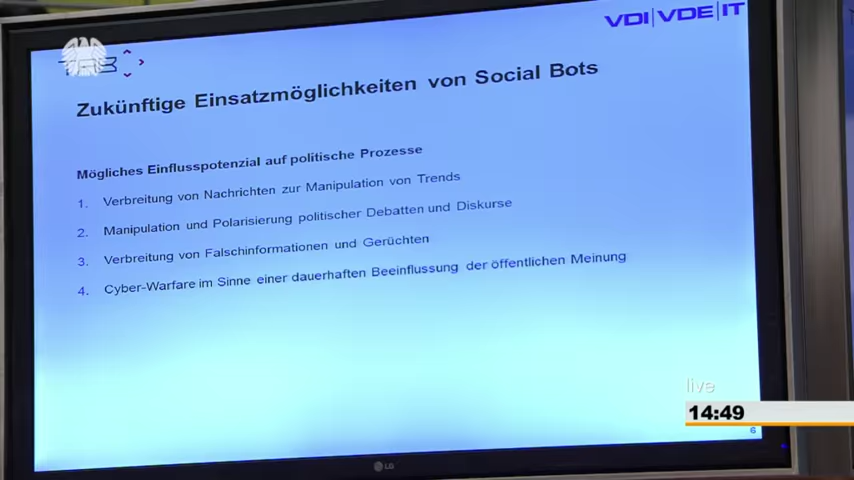 VDI|VDE|IT
Zukünftige Einsatzmöglichkeiten von Social Bots
Mögliches Einflusspotenzial auf politische Prozesse
1. Verbreitung von Nachrichten zur Manipulation von Trends
2. Manipulation und Polarisierung politischer Debatten und Diskurse
3. Verbreitung von Falschinformationen und Gerüchten
4. Cyber-Warfare im Sinne einer dauerhaften Beeinflussung der öffentlichen Meinung
live
14:49
6
LG